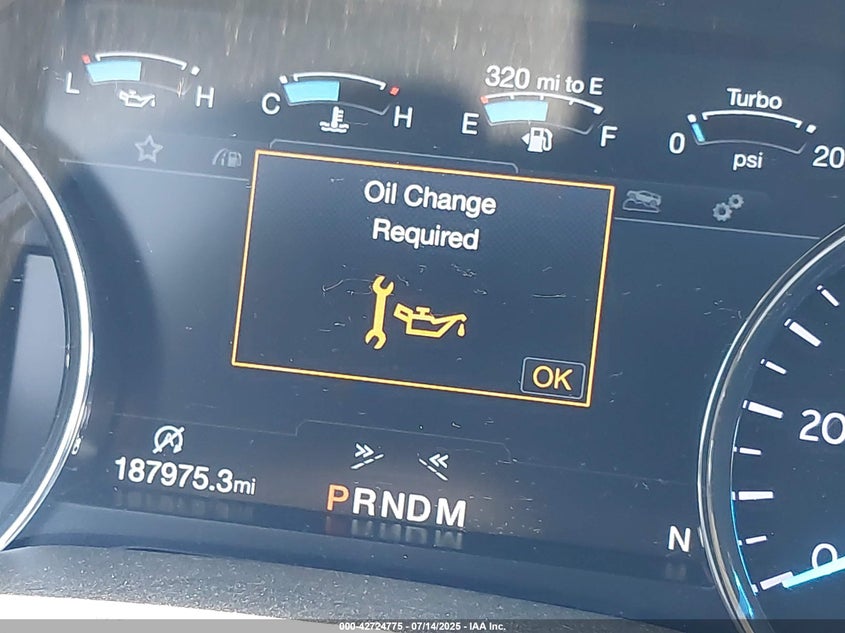 320 mi to E
L H
C H
E F
Turbo
0 20
psi
Oil Change
Required
OK
20
187975.3mi
PRNDM
N
0
000-42724775 - 07/14/2025 - IAA Inc.